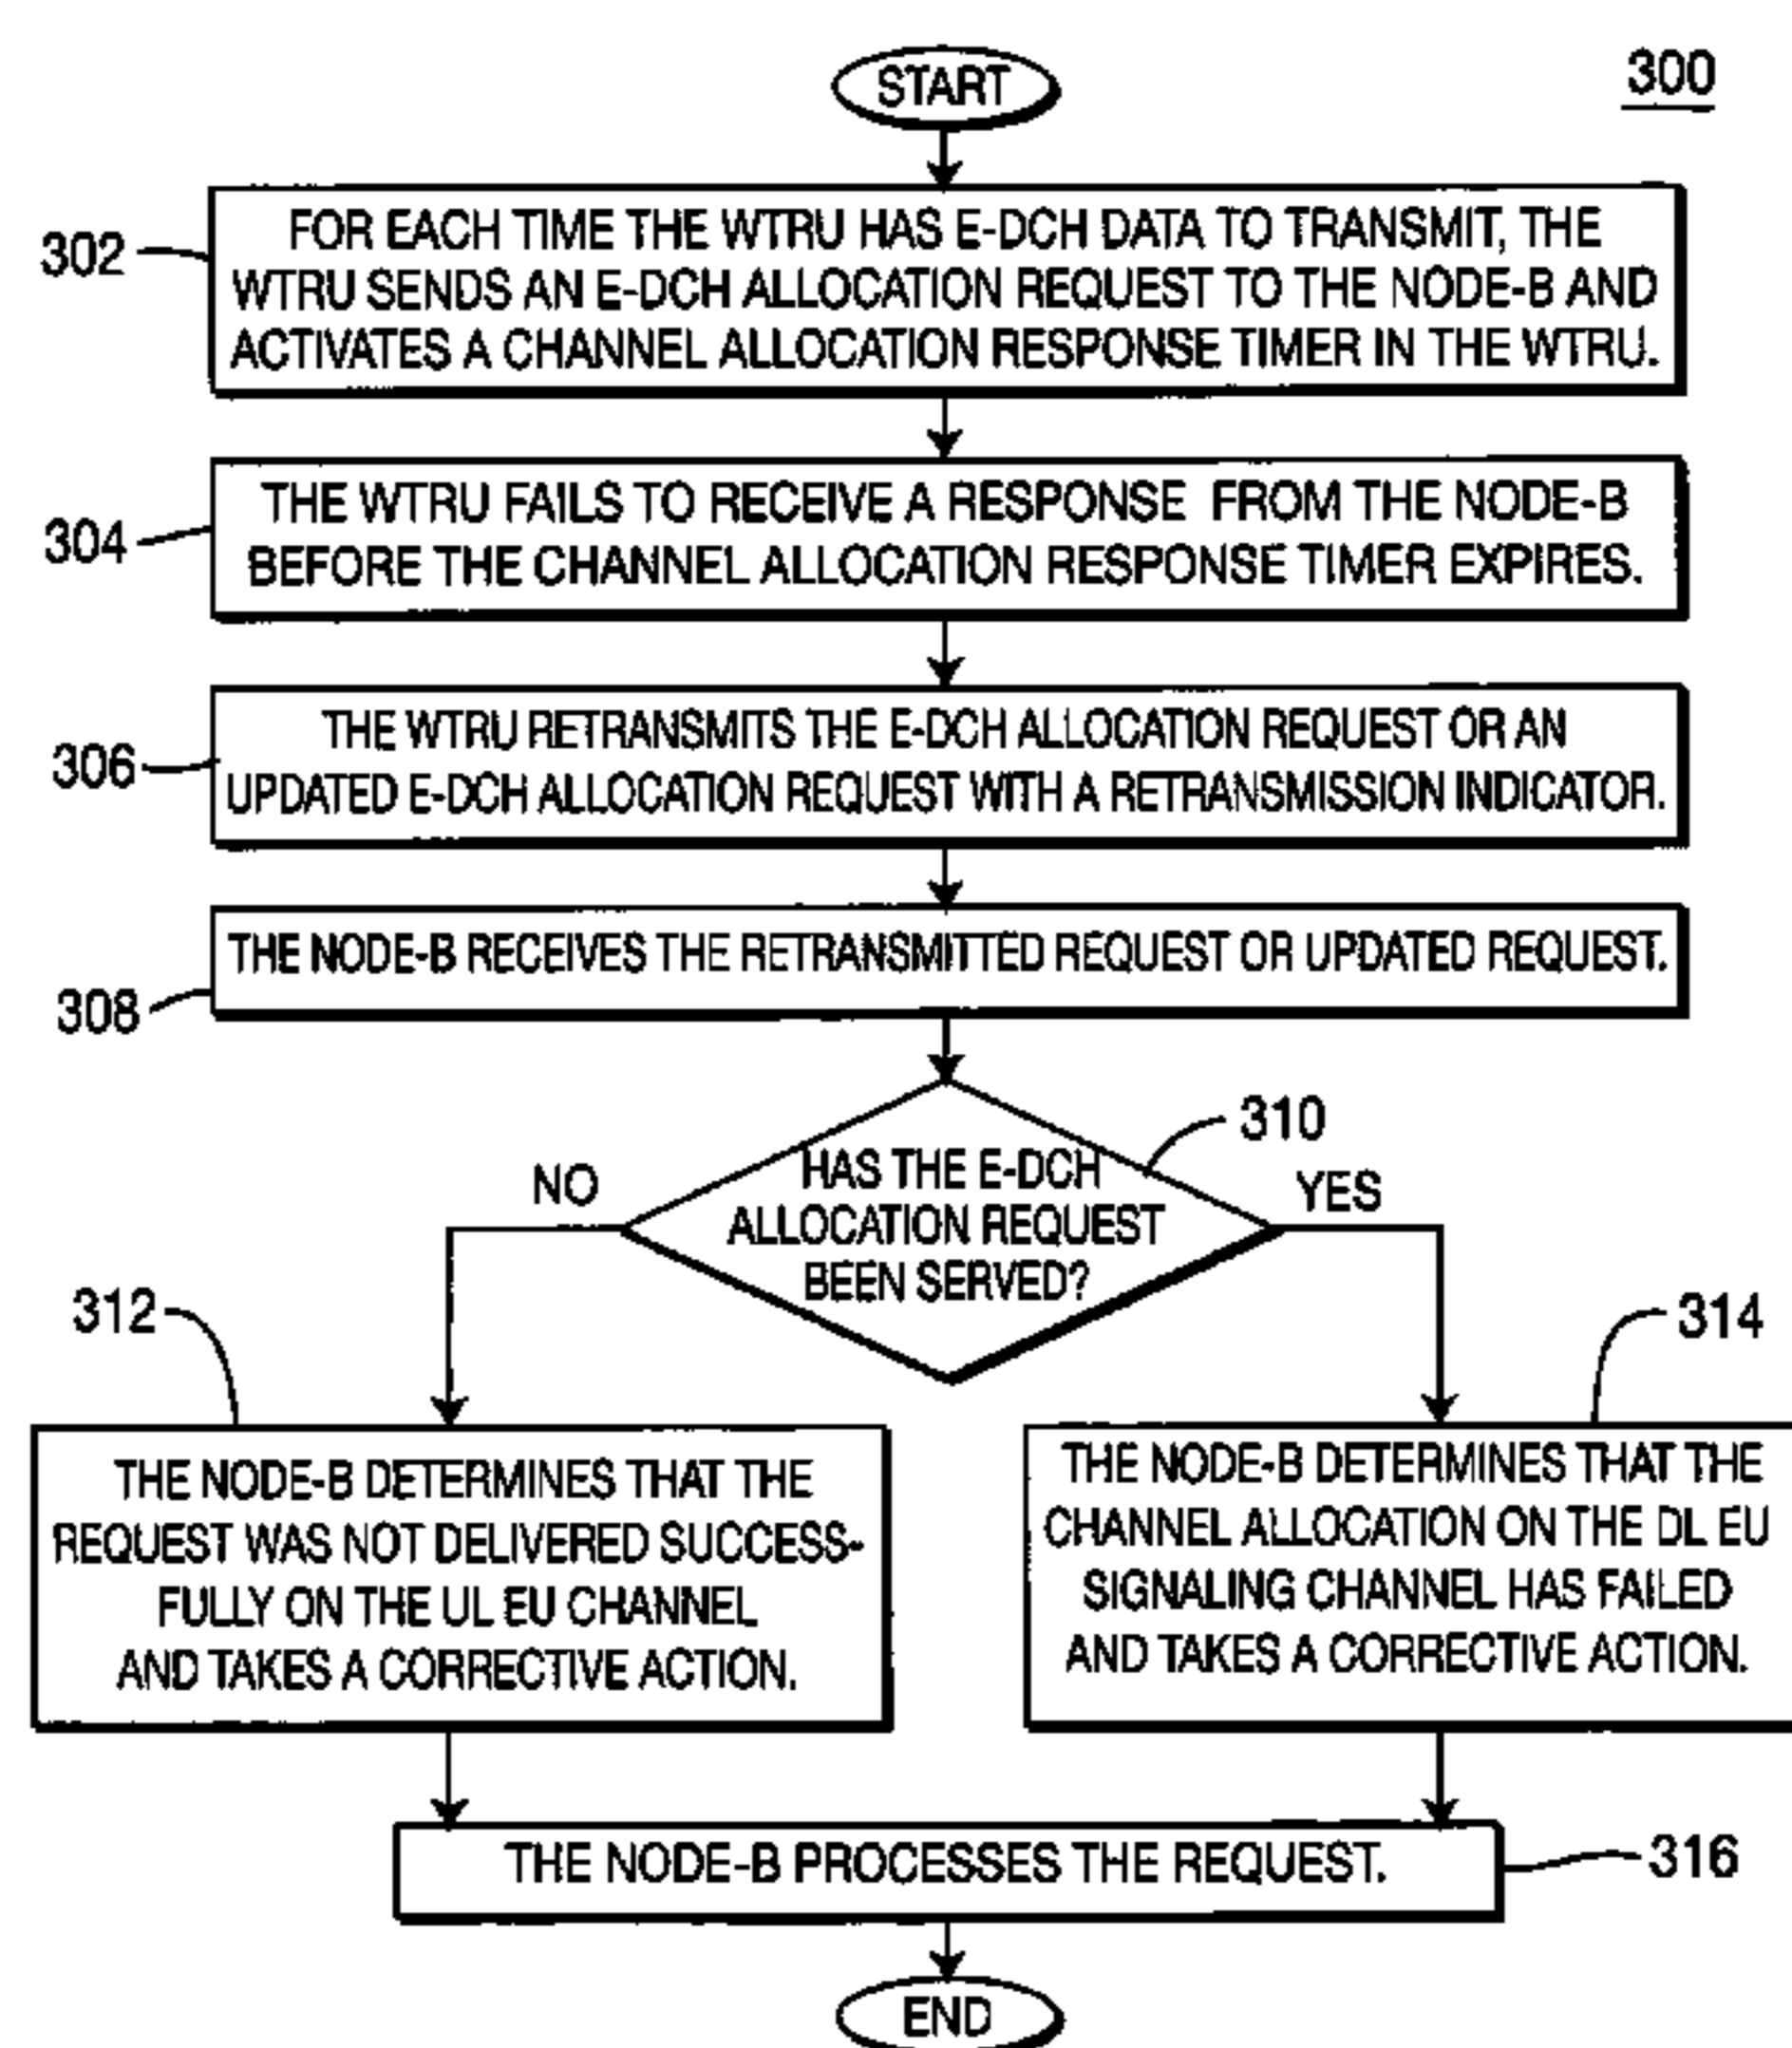 START
300
302
FOR EACH TIME THE WTRU HAS E-DCH DATA TO TRANSMIT, THE
WTRU SENDS AN E-DCH ALLOCATION REQUEST TO THE NODE-B AND
ACTIVATES A CHANNEL ALLOCATION RESPONSE TIMER IN THE WTRU.
304
THE WTRU FAILS TO RECEIVE A RESPONSE FROM THE NODE-B
BEFORE THE CHANNEL ALLOCATION RESPONSE TIMER EXPIRES.
306
THE WTRU RETRANSMITS THE E-DCH ALLOCATION REQUEST OR AN
UPDATED E-DCH ALLOCATION REQUEST WITH A RETRANSMISSION INDICATOR.
THE NODE-B RECEIVES THE RETRANSMITTED REQUEST OR UPDATED REQUEST.
308
310
HAS THE E-DCH
ALLOCATION REQUEST
BEEN SERVED?
NO
YES
312
THE NODE-B DETERMINES THAT THE
REQUEST WAS NOT DELIVERED SUCCESS-
FULLY ON THE UL EU CHANNEL
AND TAKES A CORRECTIVE ACTION.
314
THE NODE-B DETERMINES THAT THE
CHANNEL ALLOCATION ON THE DL EU
SIGNALING CHANNEL HAS FAILED
AND TAKES A CORRECTIVE ACTION.
THE NODE-B PROCESSES THE REQUEST.
316
END